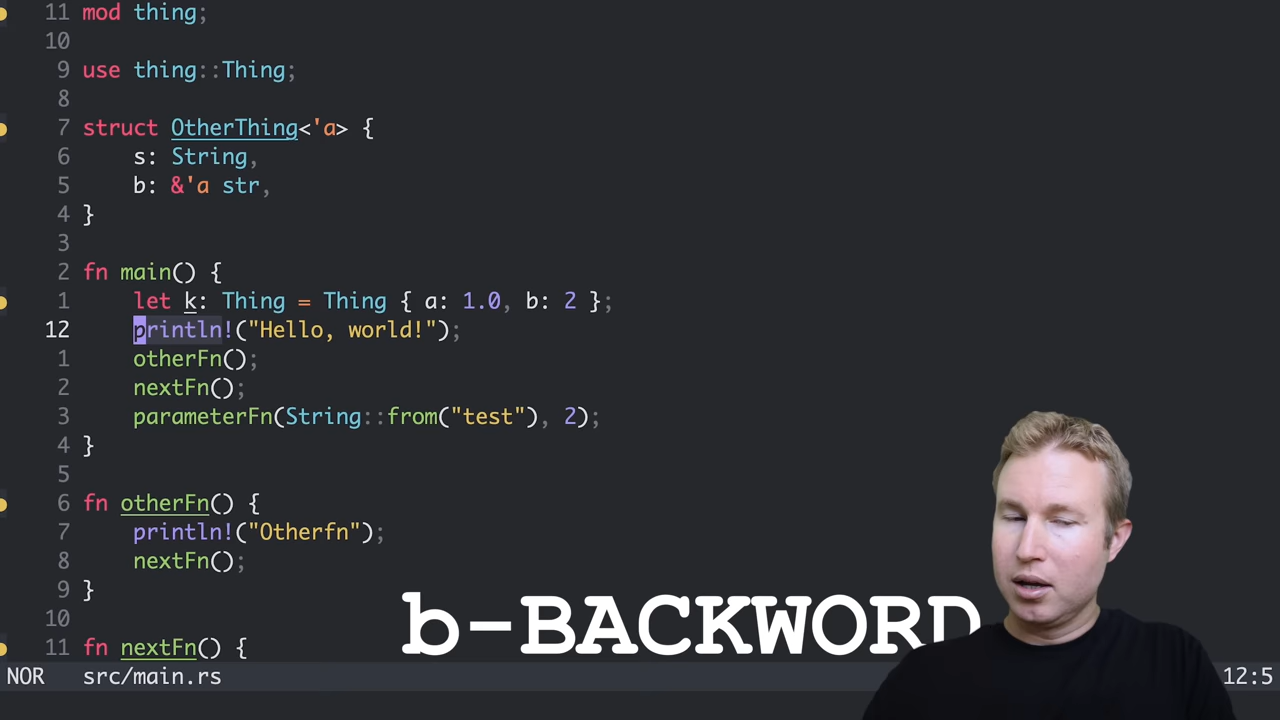 11 mod thing;
10
9 use thing::Thing;
8
7 struct OtherThing<'a> {
6     s: String,
5     b: &'a str,
4 }
3
2 fn main() {
1     let k: Thing = Thing { a: 1.0, b: 2 };
12     println!("Hello, world!");
1     otherFn();
2     nextFn();
3     parameterFn(String::from("test"), 2);
4 }
5
6 fn otherFn() {
7     println!("Otherfn");
8     nextFn();
9 }
10
11 fn nextFn() {
b-BACKWORD
NOR src/main.rs 12:5